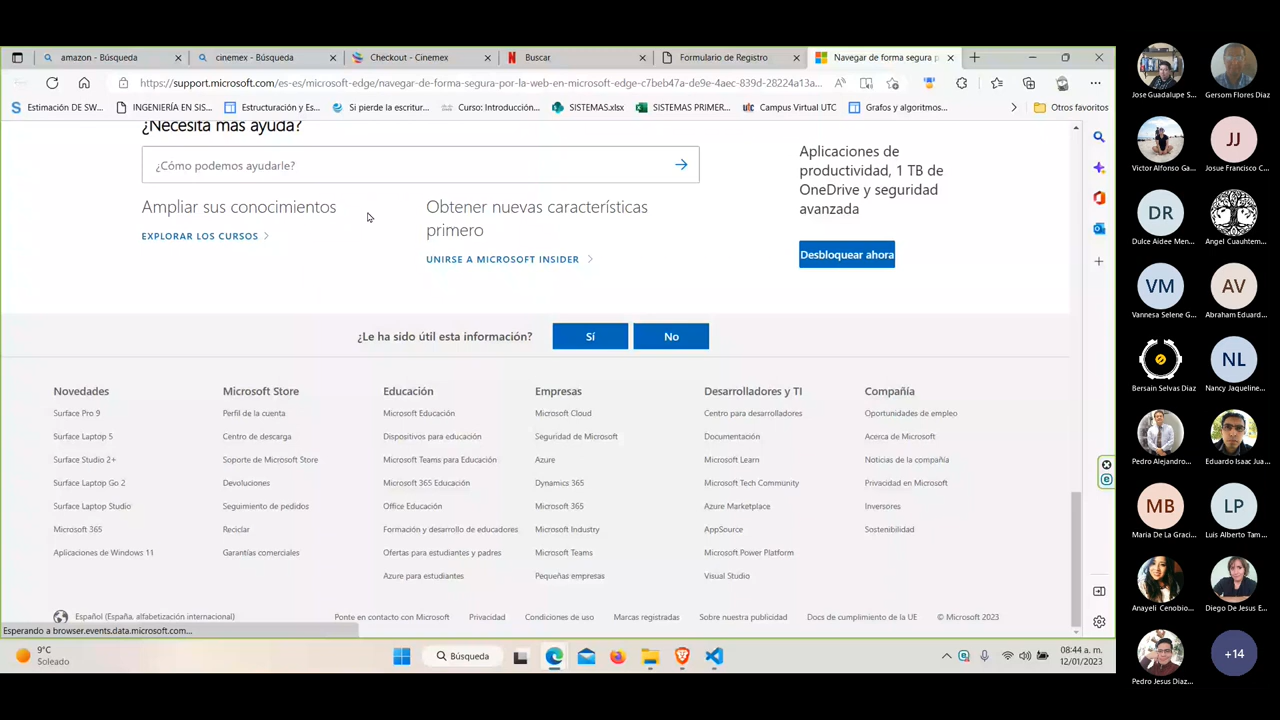 amazon - Búsqueda
cinemex - Búsqueda
Checkout - Cinemex
Buscar
Formulario de Registro
Navegar de forma segura p
https://support.microsoft.com/es-es/microsoft-edge/navegar-de-forma-segura-por-la-web-en-microsoft-edge-c7beb47a-de9e-4aec-839d-28224a13a...
Estimación DE SW...
INGENIERÍA EN SIS...
Estructuración y Es...
Si pierde la escritur...
Curso: Introducción...
SISTEMAS.xlsx
SISTEMAS PRIMER...
Campus Virtual UTC
Grafos y algoritmos...
Otros favoritos
¿Necesita más ayuda?
¿Cómo podemos ayudarle?
Ampliar sus conocimientos
EXPLORAR LOS CURSOS
Obtener nuevas características
primero
UNIRSE A MICROSOFT INSIDER
Aplicaciones de
productividad, 1 TB de
OneDrive y seguridad
avanzada
Desbloquear ahora
¿Le ha sido útil esta información?
Sí
No
Novedades
Surface Pro 9
Surface Laptop 5
Surface Studio 2+
Surface Laptop Go 2
Surface Laptop Studio
Microsoft 365
Aplicaciones de Windows 11
Microsoft Store
Perfil de la cuenta
Centro de descarga
Soporte de Microsoft Store
Devoluciones
Seguimiento de pedidos
Reciclar
Garantías comerciales
Educación
Microsoft Educación
Dispositivos para educación
Microsoft Teams para Educación
Microsoft 365 Educación
Office Educación
Formación y desarrollo de educadores
Ofertas para estudiantes y padres
Azure para estudiantes
Empresas
Microsoft Cloud
Seguridad de Microsoft
Azure
Dynamics 365
Microsoft 365
Microsoft Industry
Microsoft Teams
Pequeñas empresas
Desarrolladores y TI
Centro para desarrolladores
Documentación
Microsoft Learn
Microsoft Tech Community
Azure Marketplace
AppSource
Microsoft Power Platform
Visual Studio
Compañía
Oportunidades de empleo
Acerca de Microsoft
Noticias de la compañía
Privacidad en Microsoft
Inversores
Sostenibilidad
Español (España, alfabetización internacional)
Ponte en contacto con Microsoft
Privacidad
Condiciones de uso
Marcas registradas
Sobre nuestra publicidad
Docs de cumplimiento de la UE
© Microsoft 2023
Esperando a browser.events.data.microsoft.com...
9°C
Soleado
Búsqueda
08:44 a. m.
12/01/2023
Jose Guadalupe S...
Gersom Flores Diaz
Victor Alfonso Ga...
JJ
Josue Francisco C...
DR
Dulce Aidee Men...
Angel Cuauhtem...
VM
Vannesa Selene G...
AV
Abraham Eduard...
Bersain Selvas Diaz
NL
Nancy Jaqueline...
Pedro Alejandro...
Eduardo Isaac Jua...
MB
Maria De La Graci...
LP
Luis Alberto Tam...
Anayeli Cenobio...
Diego De Jesus E...
Pedro Jesus Diaz...
+14